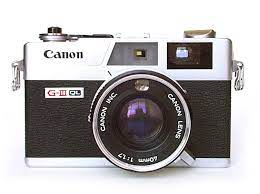 Canon
G-III QL
CANON LENS
40mm 1:1.7
CANON INC.